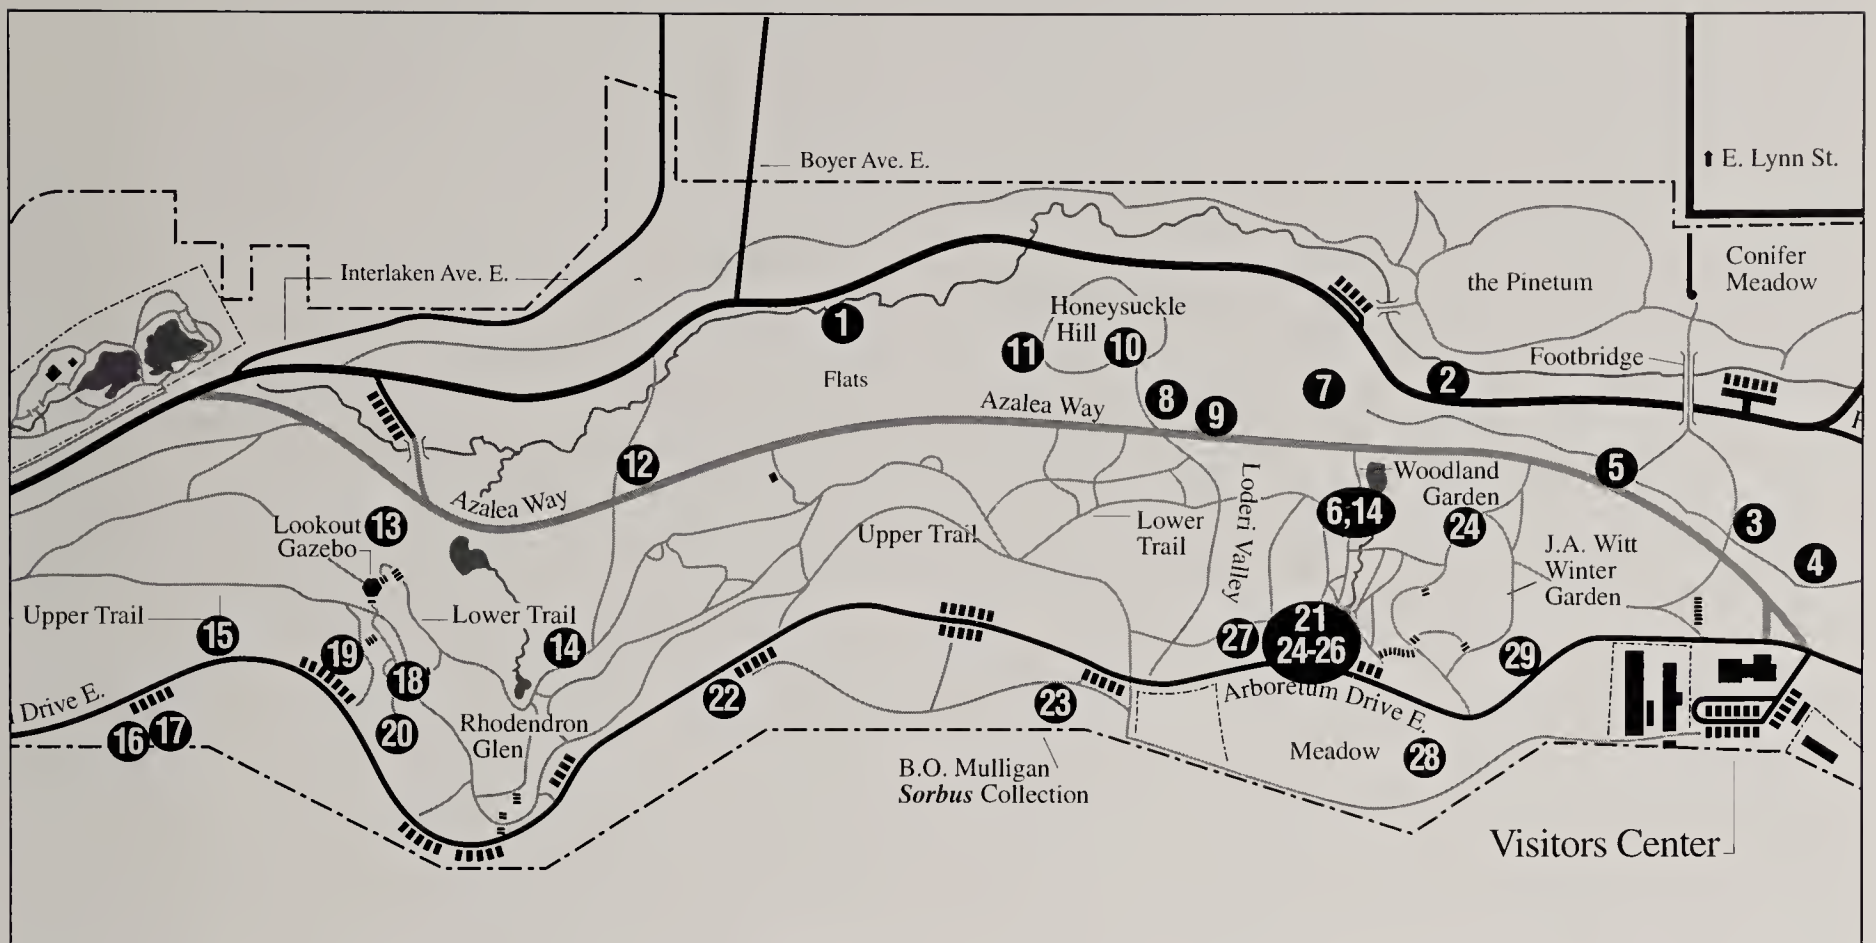 Boyer Ave. E.
E. Lynn St.
Interlaken Ave. E.
Conifer
Meadow
the Pinetum
Honeysuckle
Hill
1
11
10
Footbridge
Flats
7
2
8
9
Azalea Way
12
5
Woodland
Garden
Azalea Way
Lookout
Gazebo
13
6,14
24
3
Upper Trail
Lower
Trail
Loderi Valley
J.A. Witt
Winter
Garden
4
Upper Trail
15
Lower Trail
19
14
27
21
24-26
29
18
Drive E.
16
17
20
Rhodendron
Glen
22
23
Arboretum Drive E.
Meadow
28
B.O. Mulligan
Sorbus Collection
Visitors Center